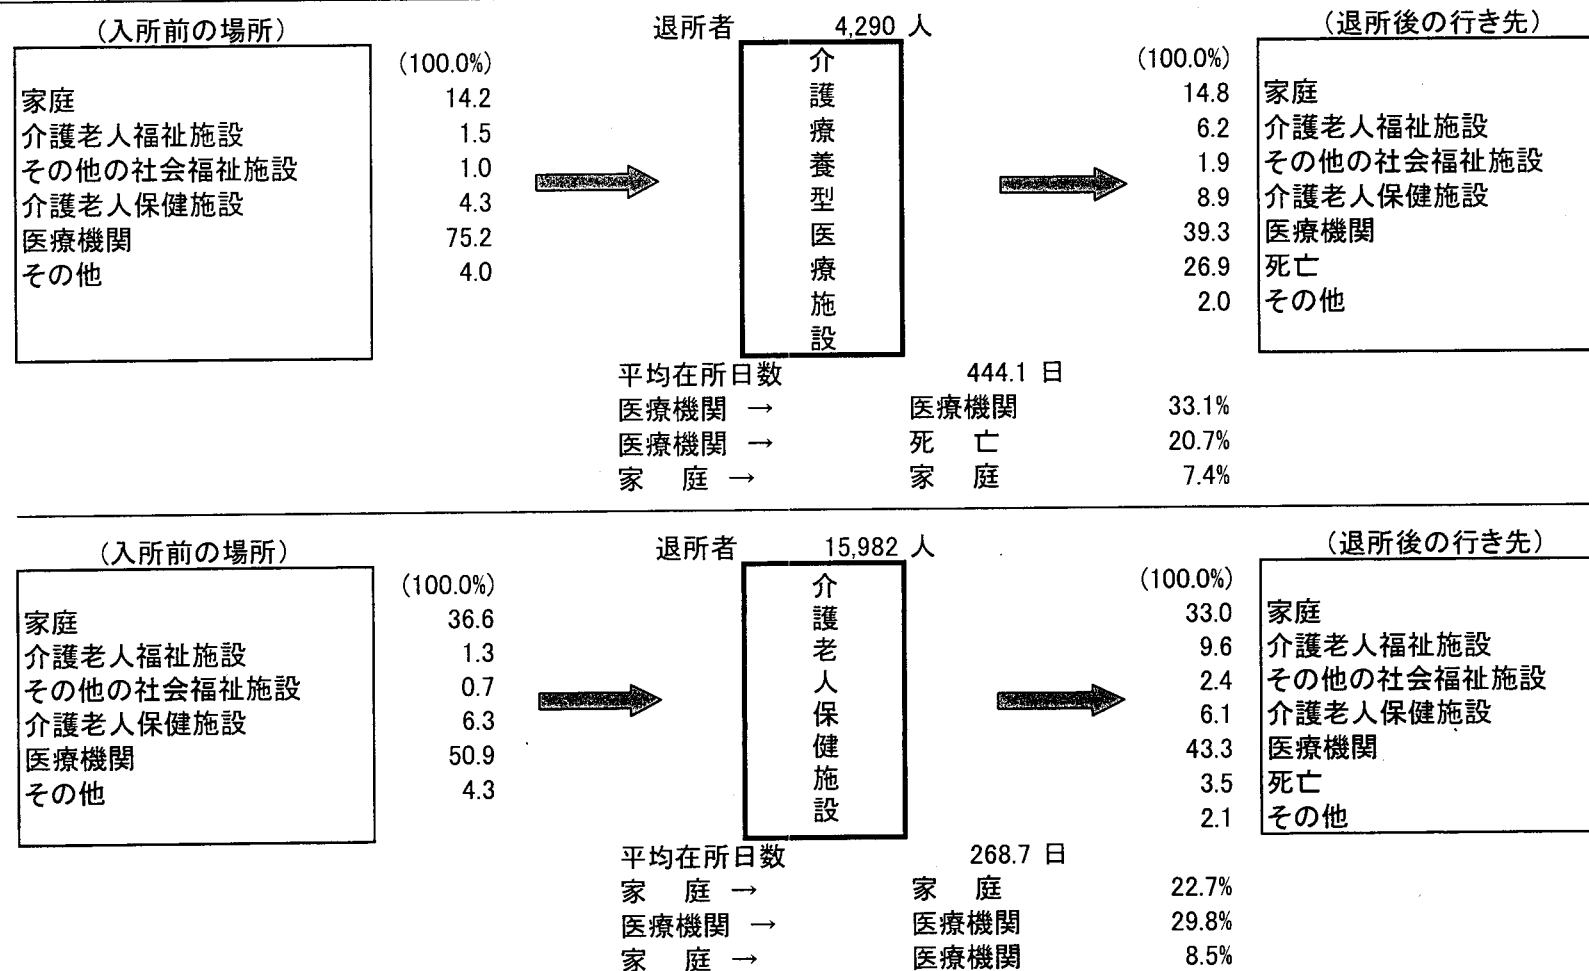 （入所前の場所）
(100.0%)
家庭 14.2
介護老人福祉施設 1.5
その他の社会福祉施設 1.0
介護老人保健施設 4.3
医療機関 75.2
その他 4.0
退所者 4,290 人
介護療養型医療施設
（退所後の行き先）
(100.0%)
14.8 家庭
6.2 介護老人福祉施設
1.9 その他の社会福祉施設
8.9 介護老人保健施設
39.3 医療機関
26.9 死亡
2.0 その他
平均在所日数 444.1 日
医療機関 → 医療機関 33.1%
医療機関 → 死 亡 20.7%
家 庭 → 家 庭 7.4%
（入所前の場所）
(100.0%)
家庭 36.6
介護老人福祉施設 1.3
その他の社会福祉施設 0.7
介護老人保健施設 6.3
医療機関 50.9
その他 4.3
退所者 15,982 人
介護老人保健施設
（退所後の行き先）
(100.0%)
33.0 家庭
9.6 介護老人福祉施設
2.4 その他の社会福祉施設
6.1 介護老人保健施設
43.3 医療機関
3.5 死亡
2.1 その他
平均在所日数 268.7 日
家 庭 → 家 庭 22.7%
医療機関 → 医療機関 29.8%
家 庭 → 医療機関 8.5%